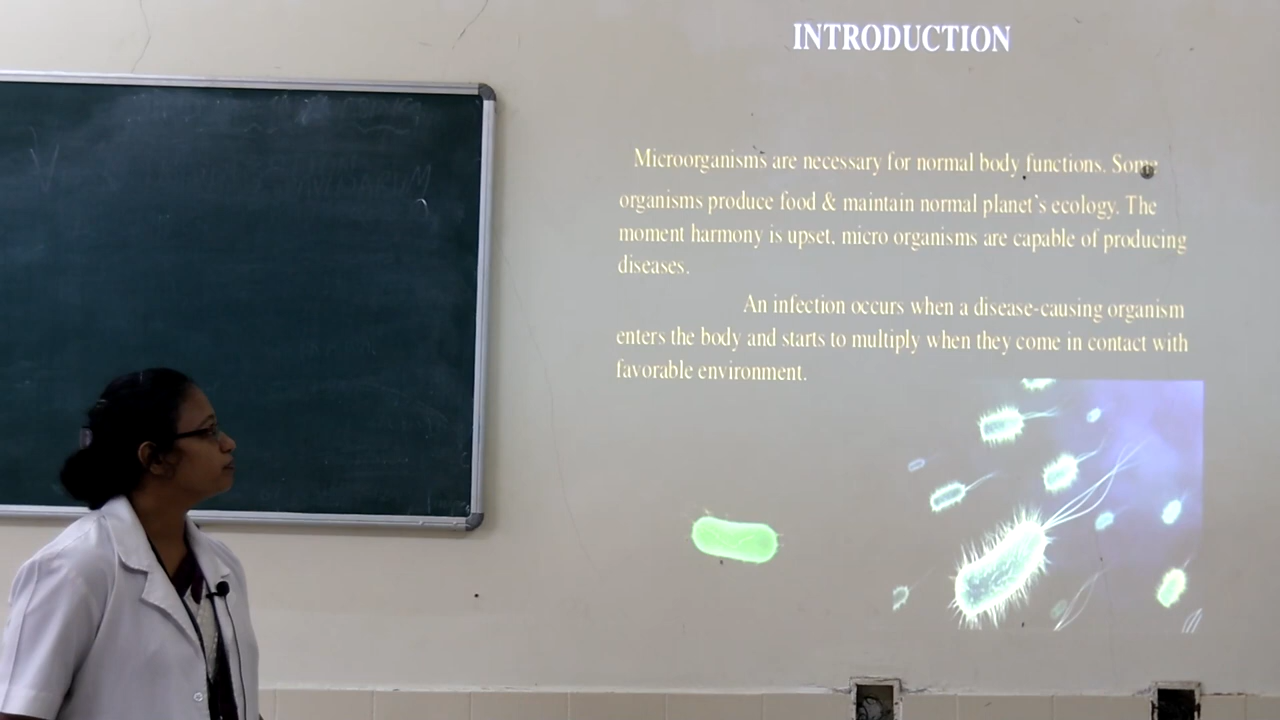 INTRODUCTION
Microorganisms are necessary for normal body functions. Some
organisms produce food & maintain normal planet's ecology. The
moment harmony is upset, micro organisms are capable of producing
diseases.
An infection occurs when a disease-causing organism
enters the body and starts to multiply when they come in contact with
favorable environment.